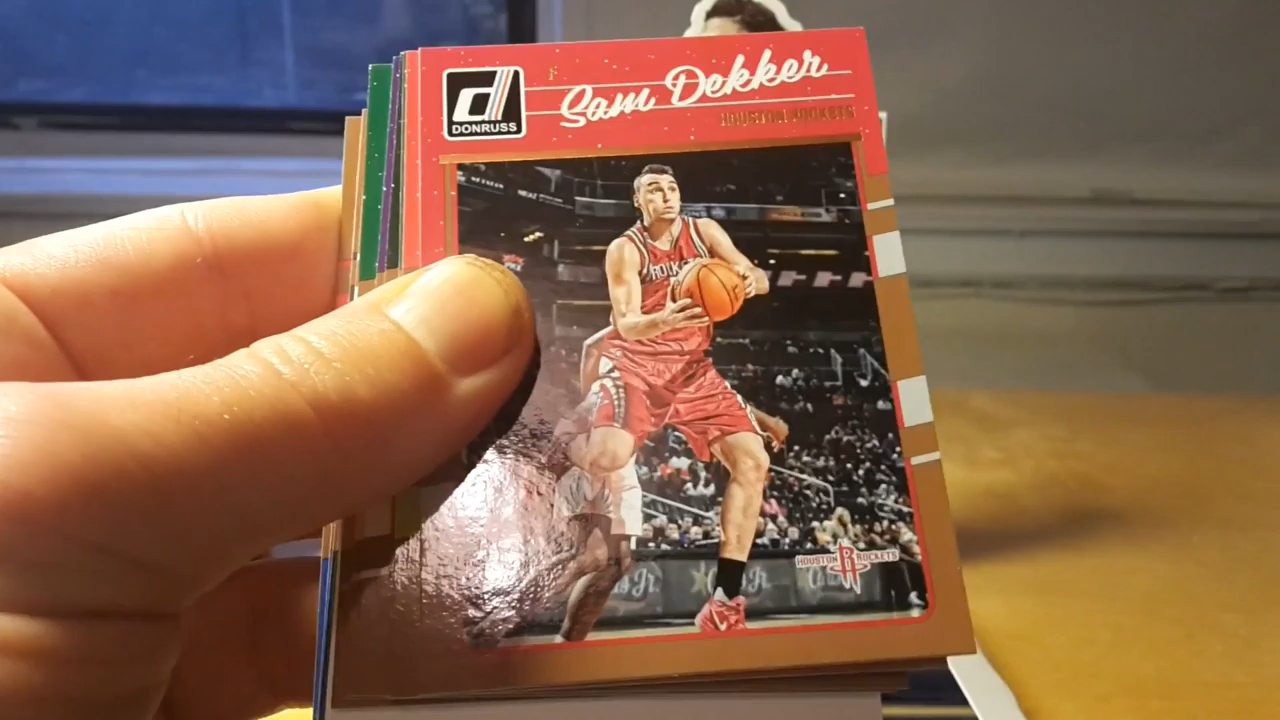 F
Sam Dekker
DONRUSS
HOUSTON ROCKETS
ROCKETS
HOUSTON ROCKETS